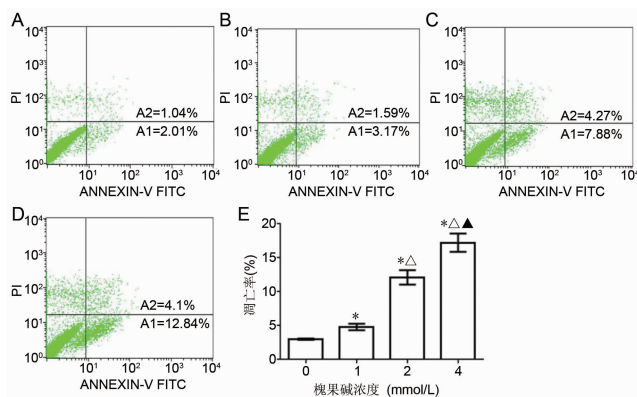 A
B
C
PI
10⁴
10³
10²
10¹
10⁰
A2=1.04%
A1=2.01%
10⁰ 10¹ 10² 10³ 10⁴
ANNEXIN-V FITC
PI
10⁴
10³
10²
10¹
10⁰
A2=1.59%
A1=3.17%
10⁰ 10¹ 10² 10³ 10⁴
ANNEXIN-V FITC
PI
10⁴
10³
10²
10¹
10⁰
A2=4.27%
A1=7.88%
10⁰ 10¹ 10² 10³ 10⁴
ANNEXIN-V FITC
D
PI
10⁴
10³
10²
10¹
10⁰
A2=4.1%
A1=12.84%
10⁰ 10¹ 10² 10³ 10⁴
ANNEXIN-V FITC
E
凋亡率(%)
20
15
10
5
0
*
*△
*△▲
0 1 2 4
槐果碱浓度 (mmol/L)